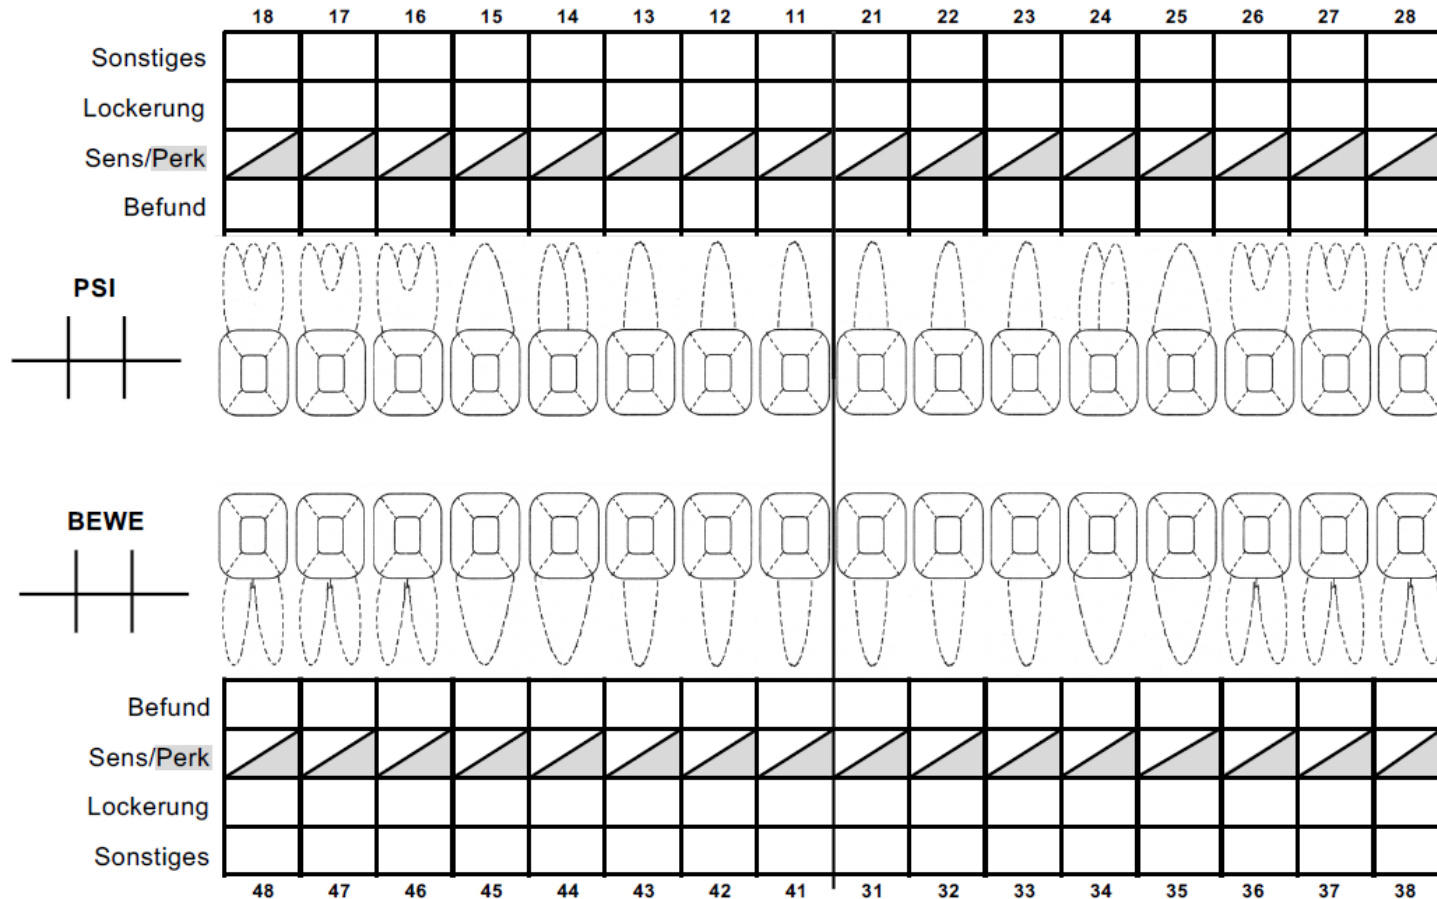 18 17 16 15 14 13 12 11 21 22 23 24 25 26 27 28
Sonstiges
Lockerung
Sens/Perk
Befund
PSI
BEWE
Befund
Sens/Perk
Lockerung
Sonstiges
48 47 46 45 44 43 42 41 31 32 33 34 35 36 37 38